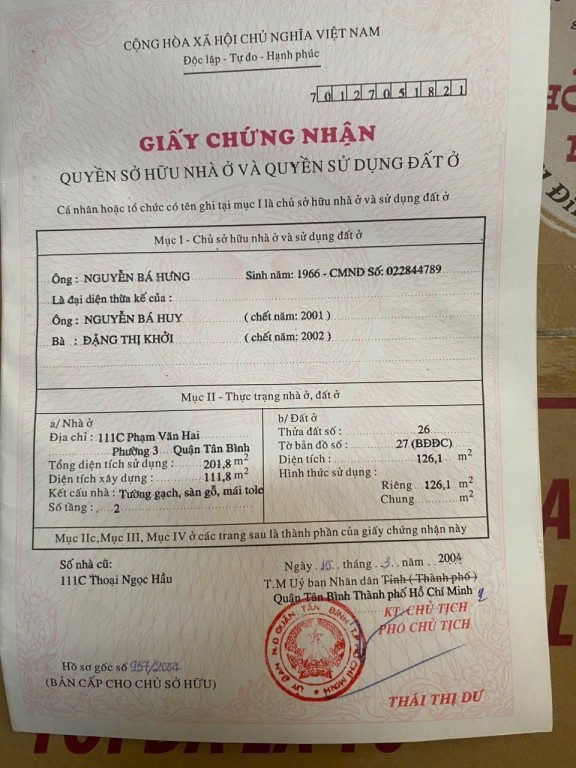 CỘNG HÒA XÃ HỘI CHỦ NGHĨA VIỆT NAM
Độc lập - Tự do - Hạnh phúc
70127051821
GIẤY CHỨNG NHẬN
QUYỀN SỞ HỮU NHÀ Ở VÀ QUYỀN SỬ DỤNG ĐẤT Ở
Cá nhân hoặc tổ chức có tên ghi tại mục I là chủ sở hữu nhà ở và sử dụng đất ở
Mục I - Chủ sở hữu nhà ở và sử dụng đất ở
Ông : NGUYỄN BÁ HƯNG Sinh năm: 1966 - CMND Số: 022844789
Là đại diện thừa kế của :
Ông : NGUYỄN BÁ HUY ( chết năm: 2001 )
Bà : ĐẶNG THỊ KHỞI ( chết năm: 2002 )
Mục II - Thực trạng nhà ở, đất ở
a/ Nhà ở
Địa chỉ : 111C Phạm Văn Hai
Phường 3 Quận Tân Bình
Tổng diện tích sử dụng : 201,8 m2
Diện tích xây dựng : 111,8 m2
Kết cấu nhà : Tường gạch, sàn gỗ, mái tole
Số tầng : 2
b/ Đất ở
Thửa đất số : 26
Tờ bản đồ số : 27 (BĐĐC)
Diện tích : 126,1 m2
Hình thức sử dụng :
Riêng 126,1 m2
Chung m2
Mục IIc,Mục III, Mục IV ở các trang sau là thành phần của giấy chứng nhận này
Số nhà cũ:
111C Thoại Ngọc Hầu
Ngày 15 tháng 3 năm 2004
T.M Uỷ ban Nhân dân Tỉnh ( Thành phố )
Quận Tân Bình Thành phố Hồ Chí Minh
KT. CHỦ TỊCH
PHÓ CHỦ TỊCH
ỦY BAN N.D QUẬN TÂN BÌNH T.P HỒ CHÍ MINH
Hồ sơ gốc số 957/2004
(BẢN CẤP CHO CHỦ SỞ HỮU)
THÁI THỊ DƯ